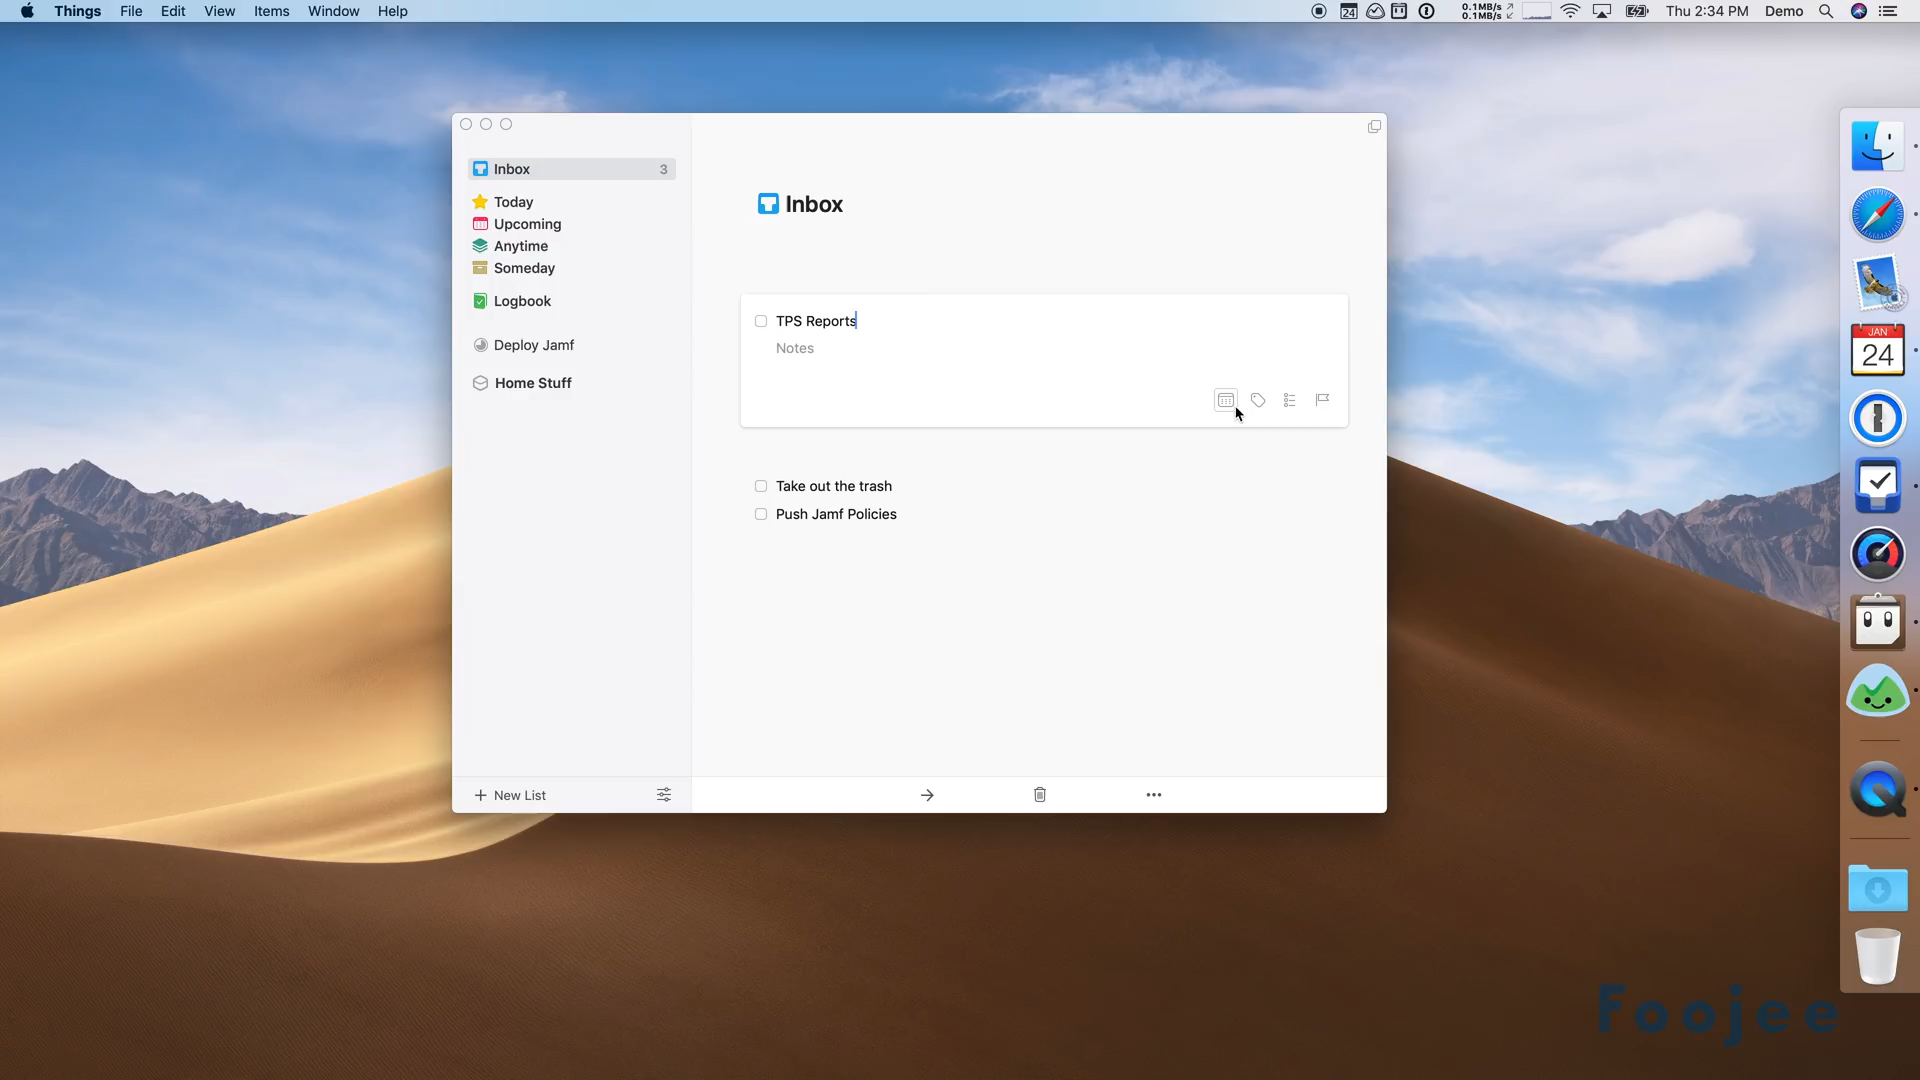 Things File Edit View Items Window Help
24 0.1MB/s 0.1MB/s Thu 2:34 PM Demo
Inbox 3
Today
Upcoming
Anytime
Someday
Logbook
Deploy Jamf
Home Stuff
New List
Inbox
TPS Reports
Notes
Take out the trash
Push Jamf Policies
JAN
24
Foojee